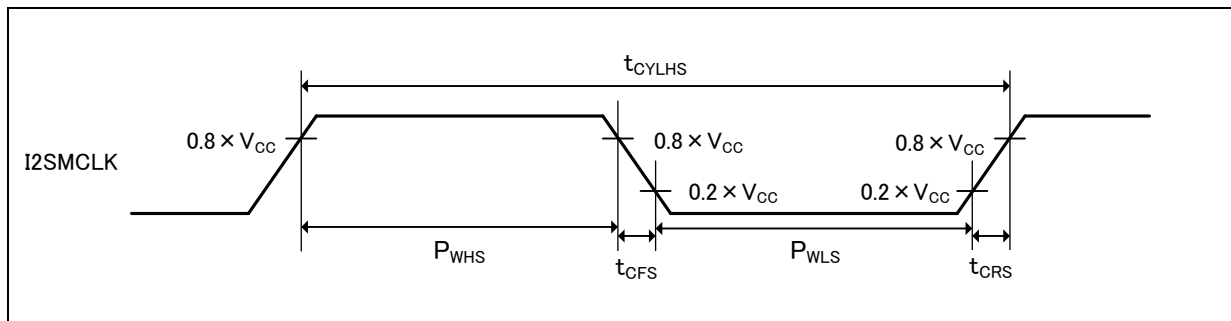 tCYLHS
0.8 × VCC
0.8 × VCC
0.8 × VCC
I2SMCLK
0.2 × VCC
0.2 × VCC
PWHS
tCFS
PWLS
tCRS